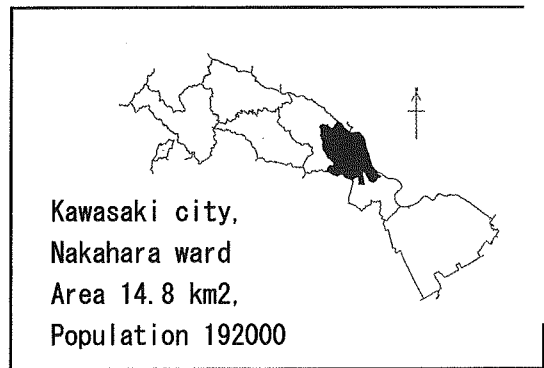 Kawasaki city,
Nakahara ward
Area 14.8 km2,
Population 192000